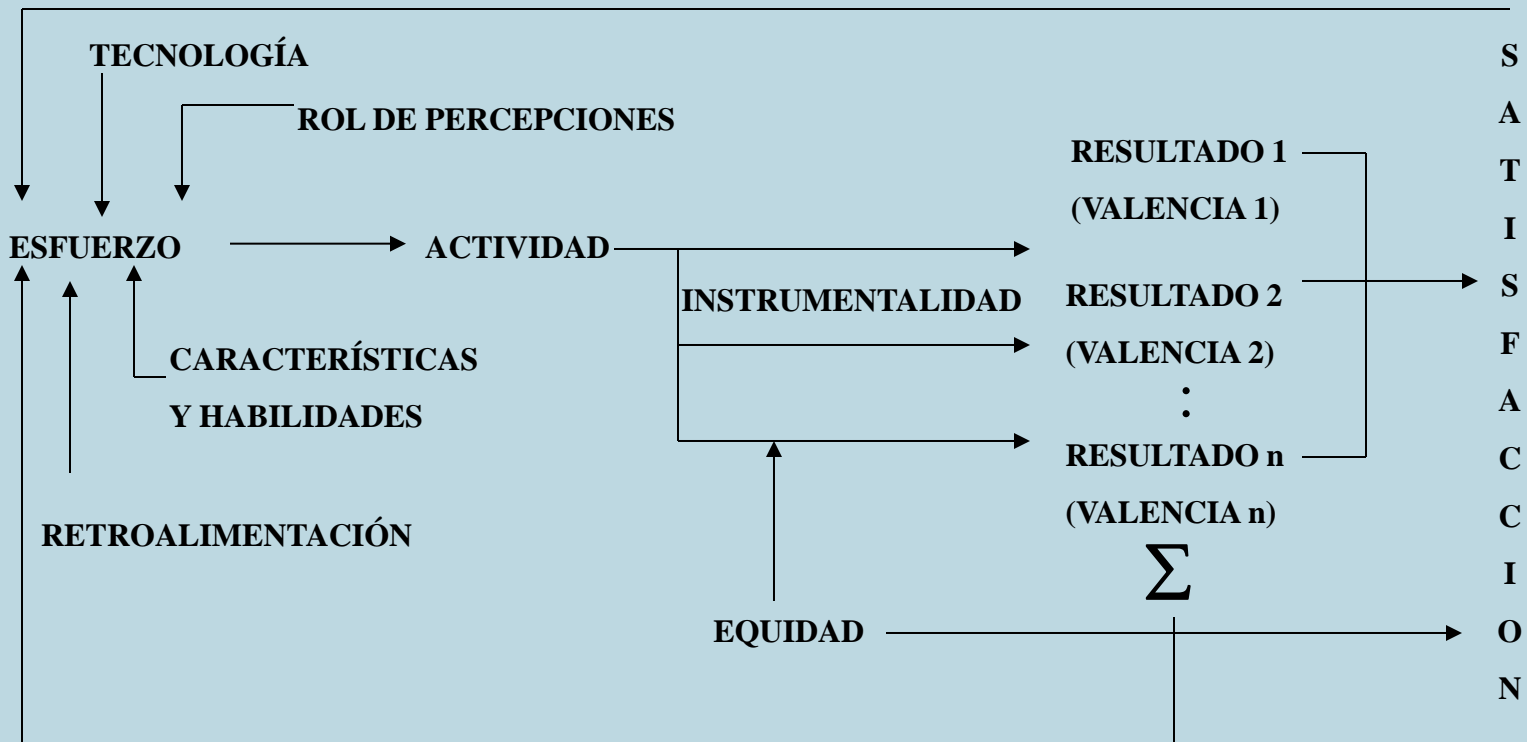 TECNOLOGÍA
ROL DE PERCEPCIONES
ESFUERZO
ACTIVIDAD
INSTRUMENTALIDAD
CARACTERÍSTICAS
Y HABILIDADES
RETROALIMENTACIÓN
EQUIDAD
RESULTADO 1
(VALENCIA 1)
RESULTADO 2
(VALENCIA 2)
:
RESULTADO n
(VALENCIA n)
∑
S
A
T
I
S
F
A
C
C
I
O
N